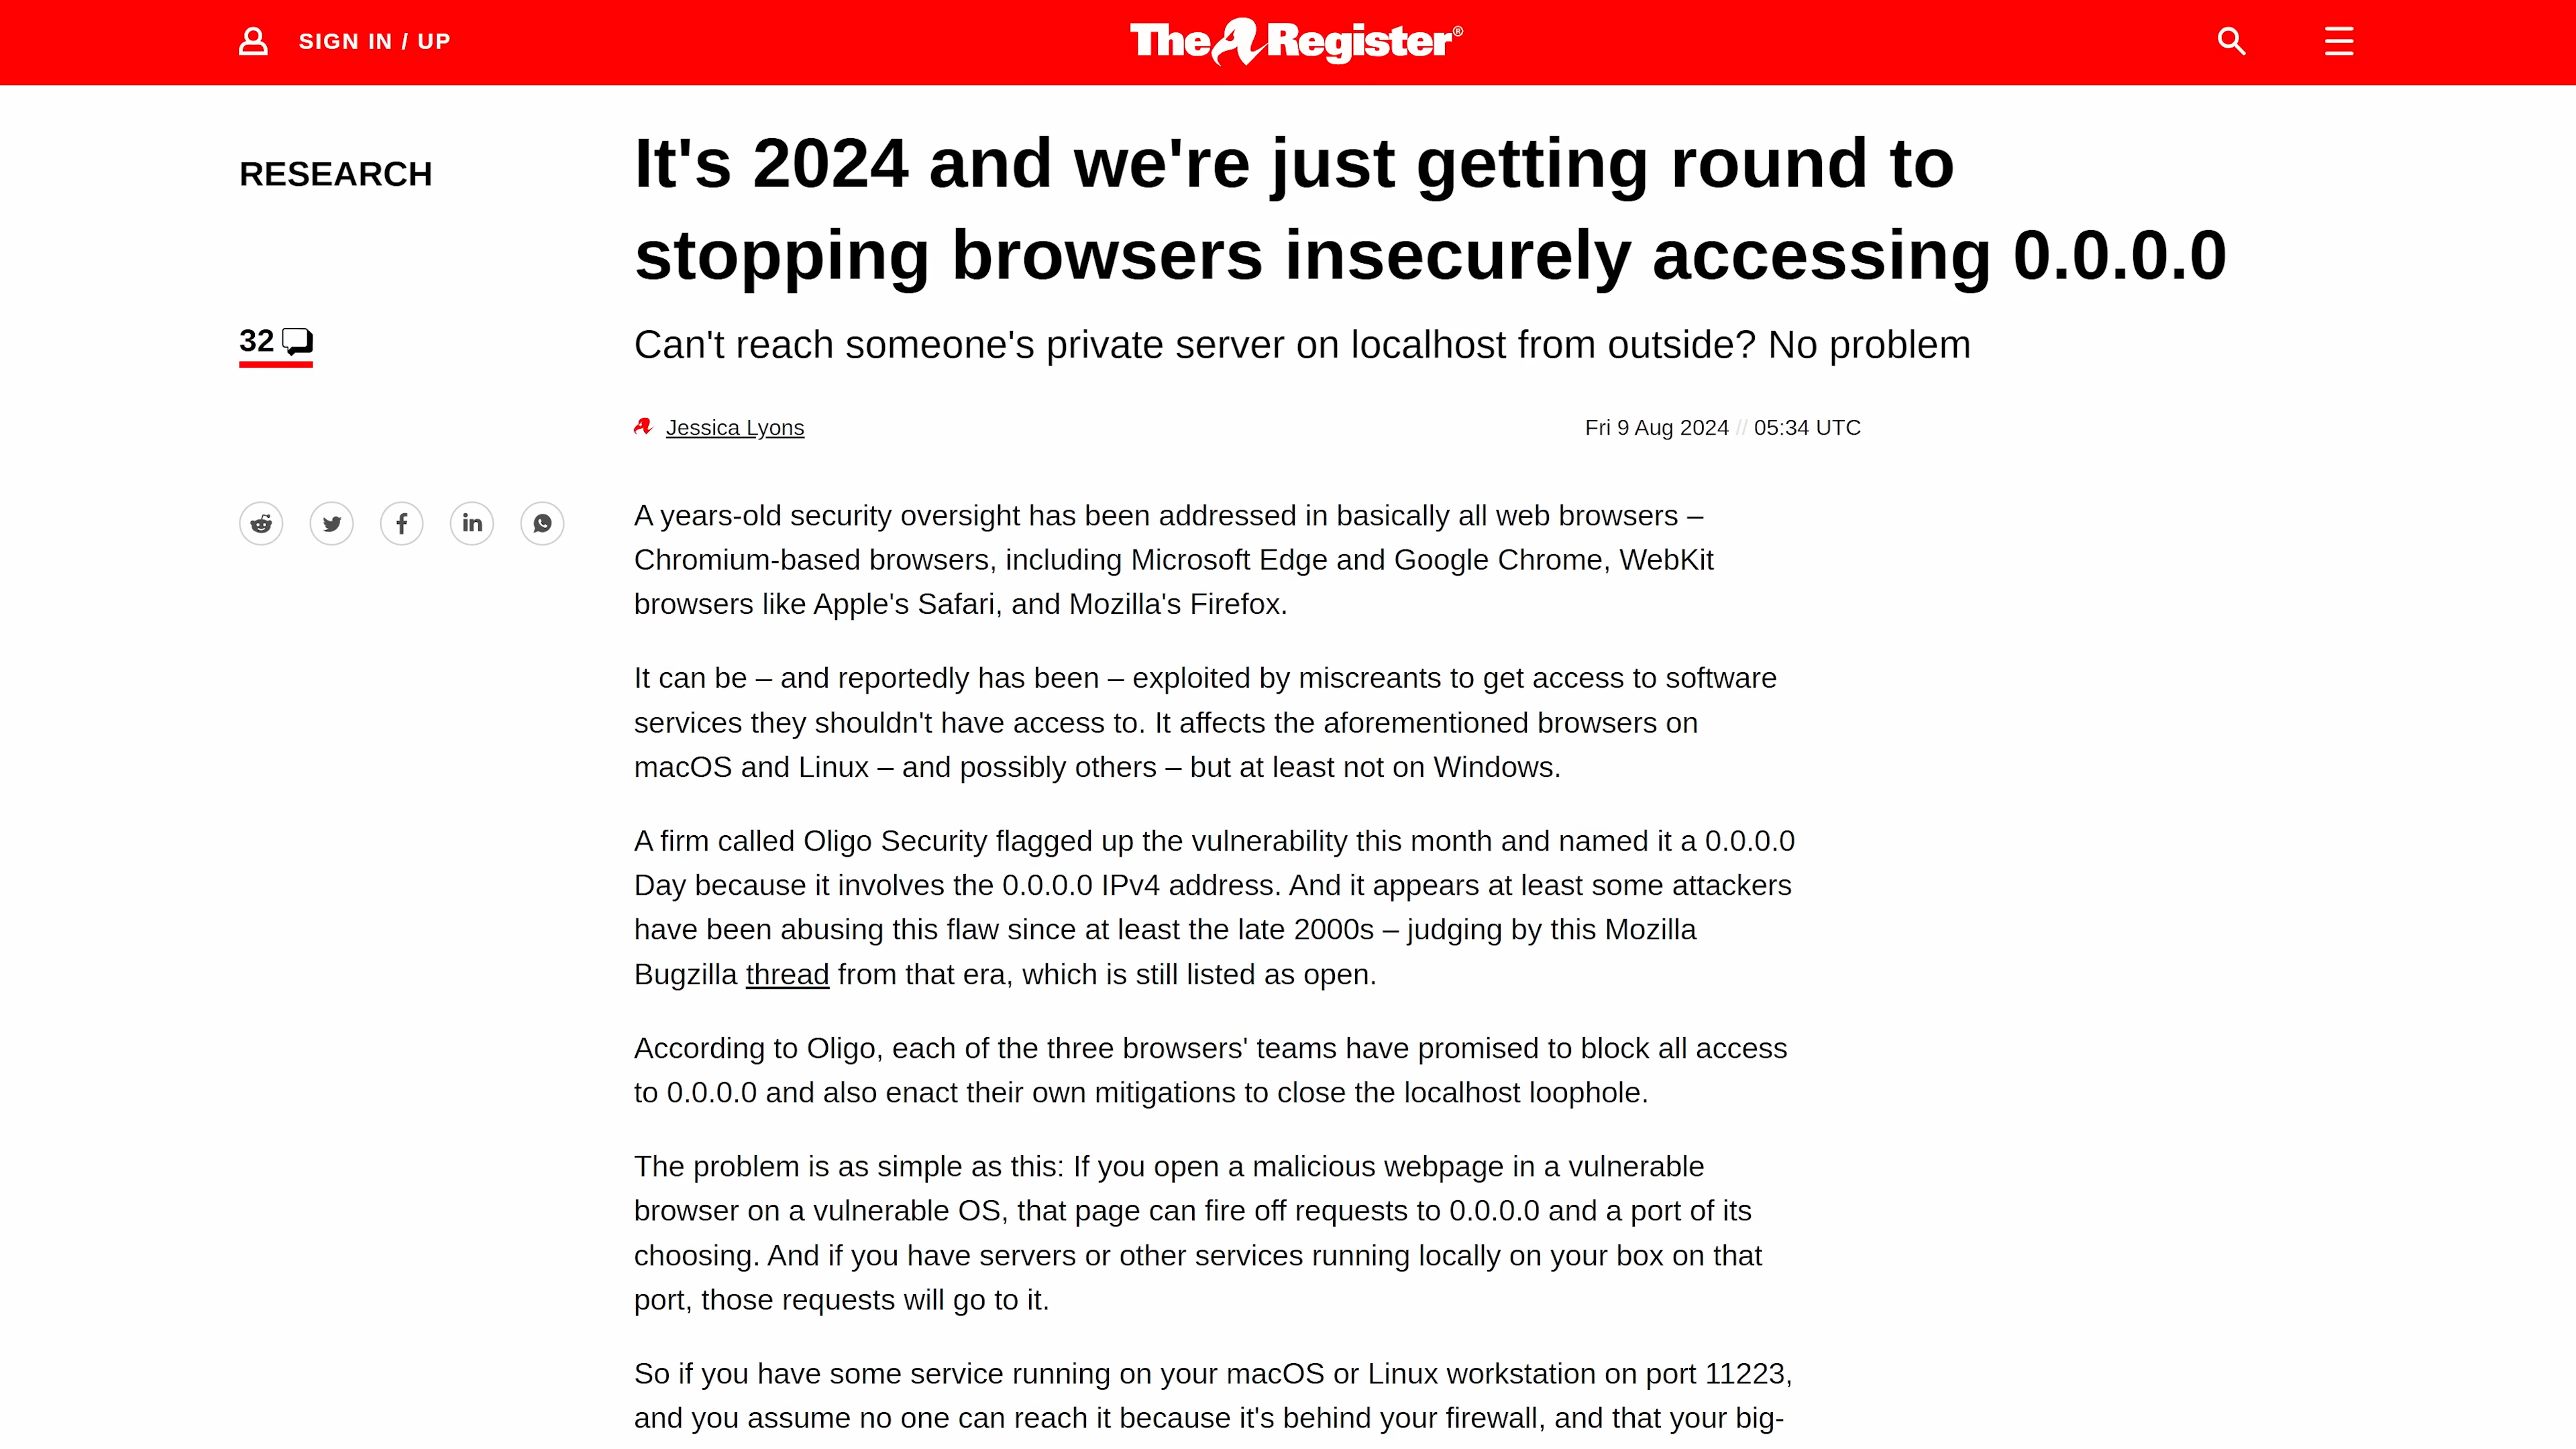 SIGN IN / UP
The Register®
RESEARCH
It's 2024 and we're just getting round to
stopping browsers insecurely accessing 0.0.0.0
32
Can't reach someone's private server on localhost from outside? No problem
Jessica Lyons
Fri 9 Aug 2024 // 05:34 UTC
A years-old security oversight has been addressed in basically all web browsers –
Chromium-based browsers, including Microsoft Edge and Google Chrome, WebKit
browsers like Apple's Safari, and Mozilla's Firefox.
It can be – and reportedly has been – exploited by miscreants to get access to software
services they shouldn't have access to. It affects the aforementioned browsers on
macOS and Linux – and possibly others – but at least not on Windows.
A firm called Oligo Security flagged up the vulnerability this month and named it a 0.0.0.0
Day because it involves the 0.0.0.0 IPv4 address. And it appears at least some attackers
have been abusing this flaw since at least the late 2000s – judging by this Mozilla
Bugzilla thread from that era, which is still listed as open.
According to Oligo, each of the three browsers' teams have promised to block all access
to 0.0.0.0 and also enact their own mitigations to close the localhost loophole.
The problem is as simple as this: If you open a malicious webpage in a vulnerable
browser on a vulnerable OS, that page can fire off requests to 0.0.0.0 and a port of its
choosing. And if you have servers or other services running locally on your box on that
port, those requests will go to it.
So if you have some service running on your macOS or Linux workstation on port 11223,
and you assume no one can reach it because it's behind your firewall, and that your big-